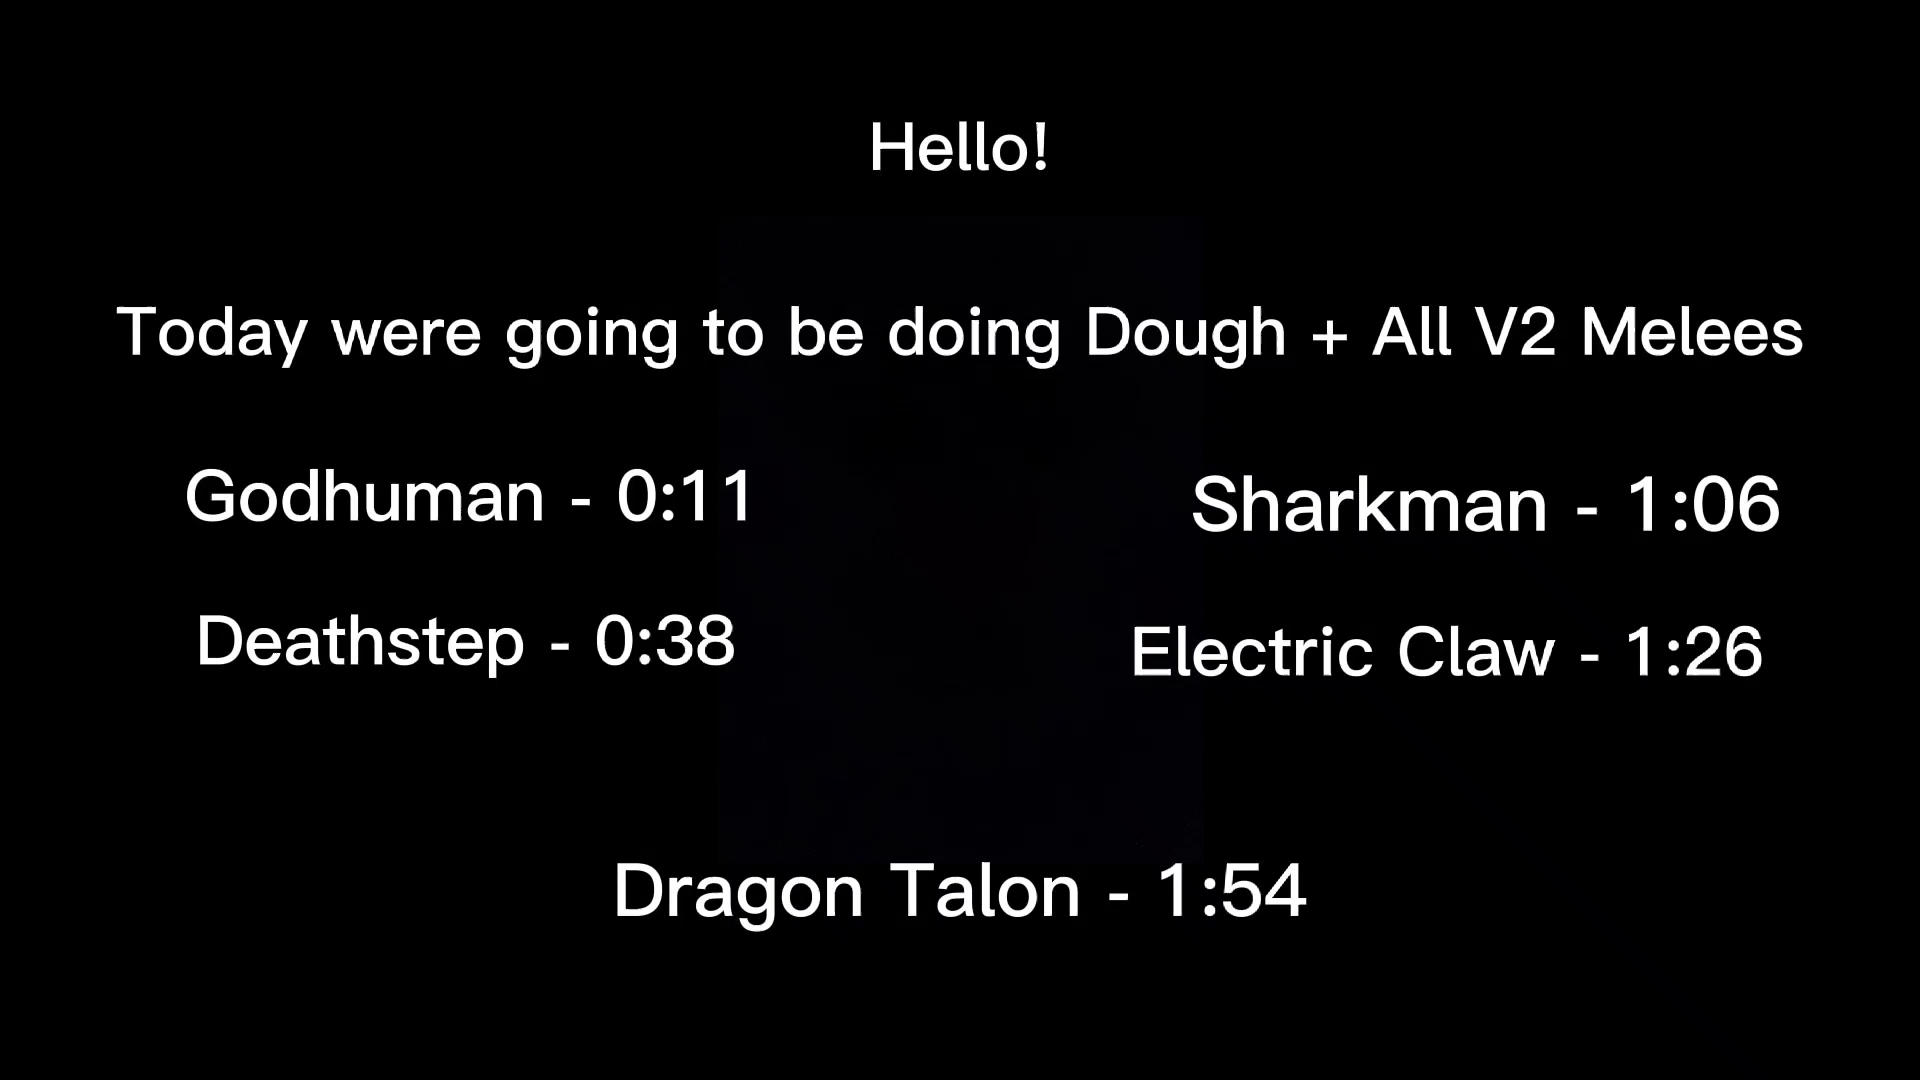 Hello!
Today were going to be doing Dough + All V2 Melees
Godhuman - 0:11
Sharkman - 1:06
Deathstep - 0:38
Electric Claw - 1:26
Dragon Talon - 1:54